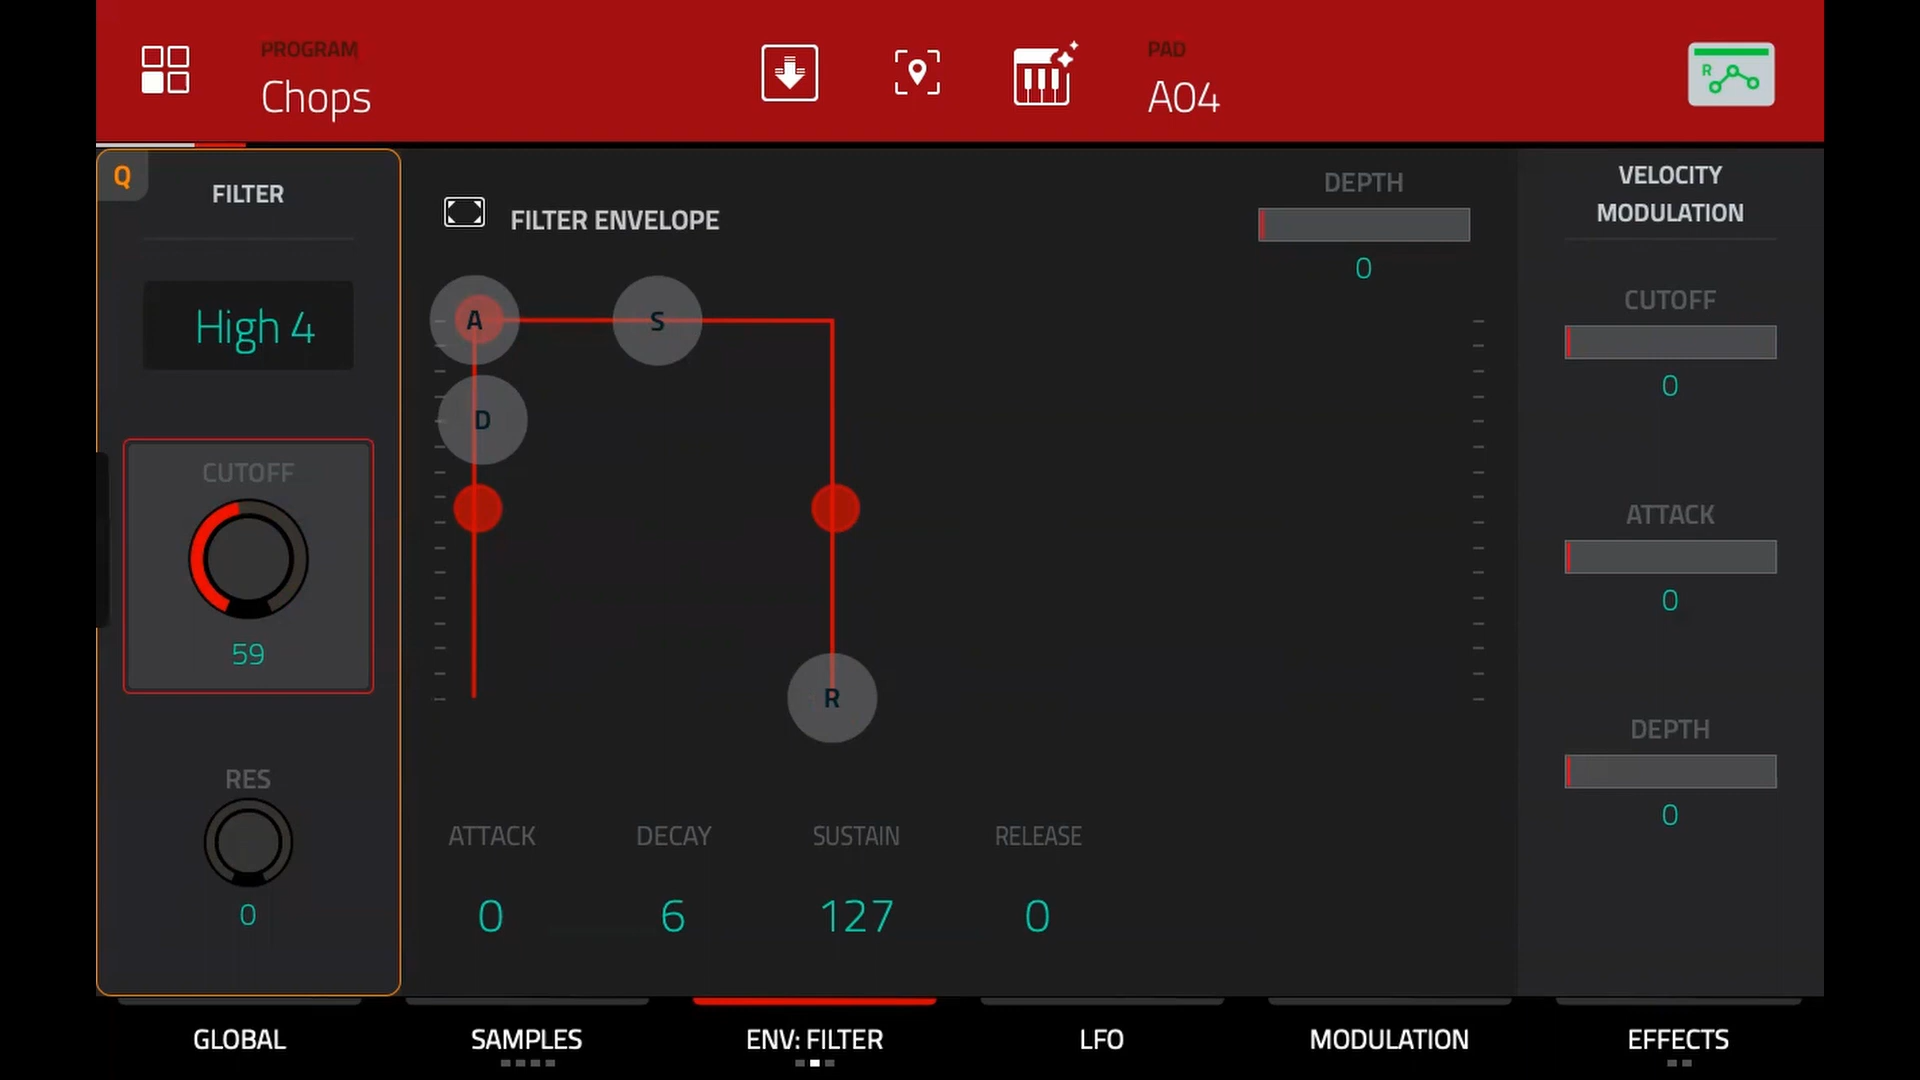 PROGRAM
Chops
PAD
A04
R
Q
FILTER
High 4
CUTOFF
59
RES
0
FILTER ENVELOPE
DEPTH
0
A
S
D
R
ATTACK
DECAY
SUSTAIN
RELEASE
0
6
127
0
VELOCITY
MODULATION
CUTOFF
0
ATTACK
0
DEPTH
0
GLOBAL
SAMPLES
ENV: FILTER
LFO
MODULATION
EFFECTS